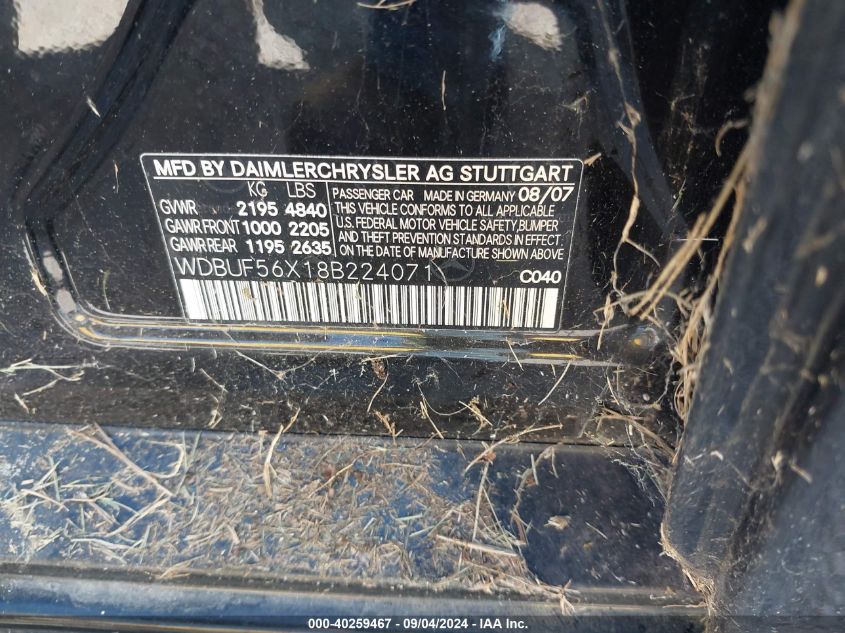 MFD BY DAIMLERCHRYSLER AG STUTTGART
KG LBS
GVWR 2195 4840
GAWR FRONT 1000 2205
GAWR REAR 1195 2635
PASSENGER CAR MADE IN GERMANY 08/07
THIS VEHICLE CONFORMS TO ALL APPLICABLE
U.S. FEDERAL MOTOR VEHICLE SAFETY,BUMPER
AND THEFT PREVENTION STANDARDS IN EFFECT
ON THE DATE OF MANUFACTURE SHOWN ABOVE.
WDBUF56X18B224071
C040
000-40259467 - 09/04/2024 - IAA Inc.